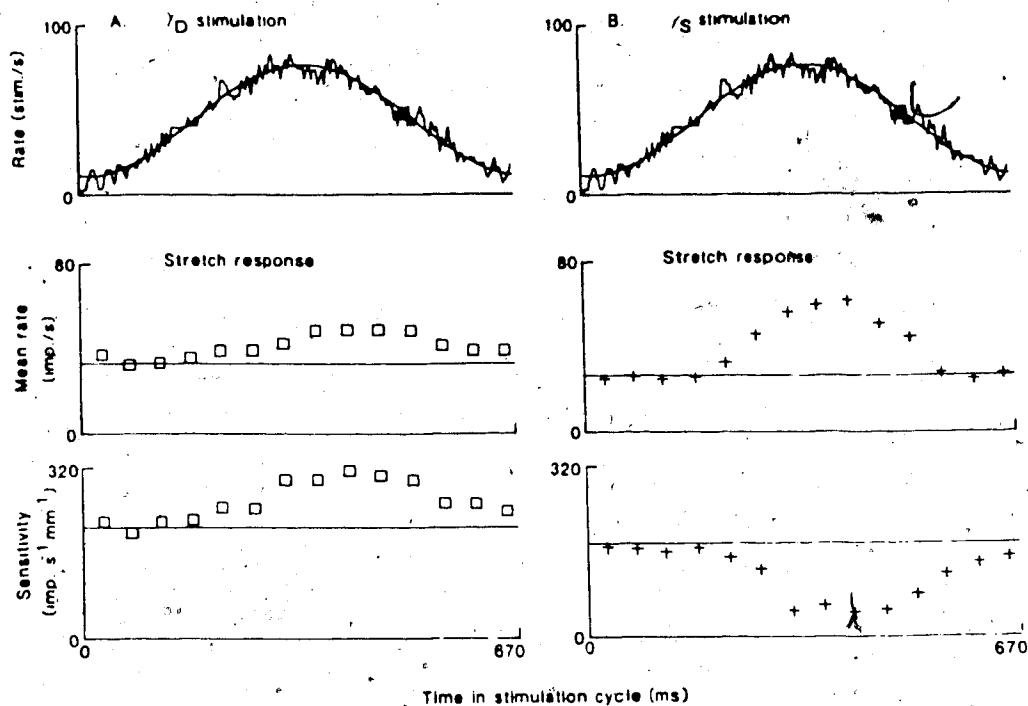 A. γD stimulation
100
Rate (stim./s)
0
B. γS stimulation
100
0
Stretch response
80
Mean rate
(imp./s)
0
Stretch response
80
0
320
Sensitivity
(imp. s⁻¹ mm⁻¹)
0
0
670
320
0
0
670
Time in stimulation cycle (ms)